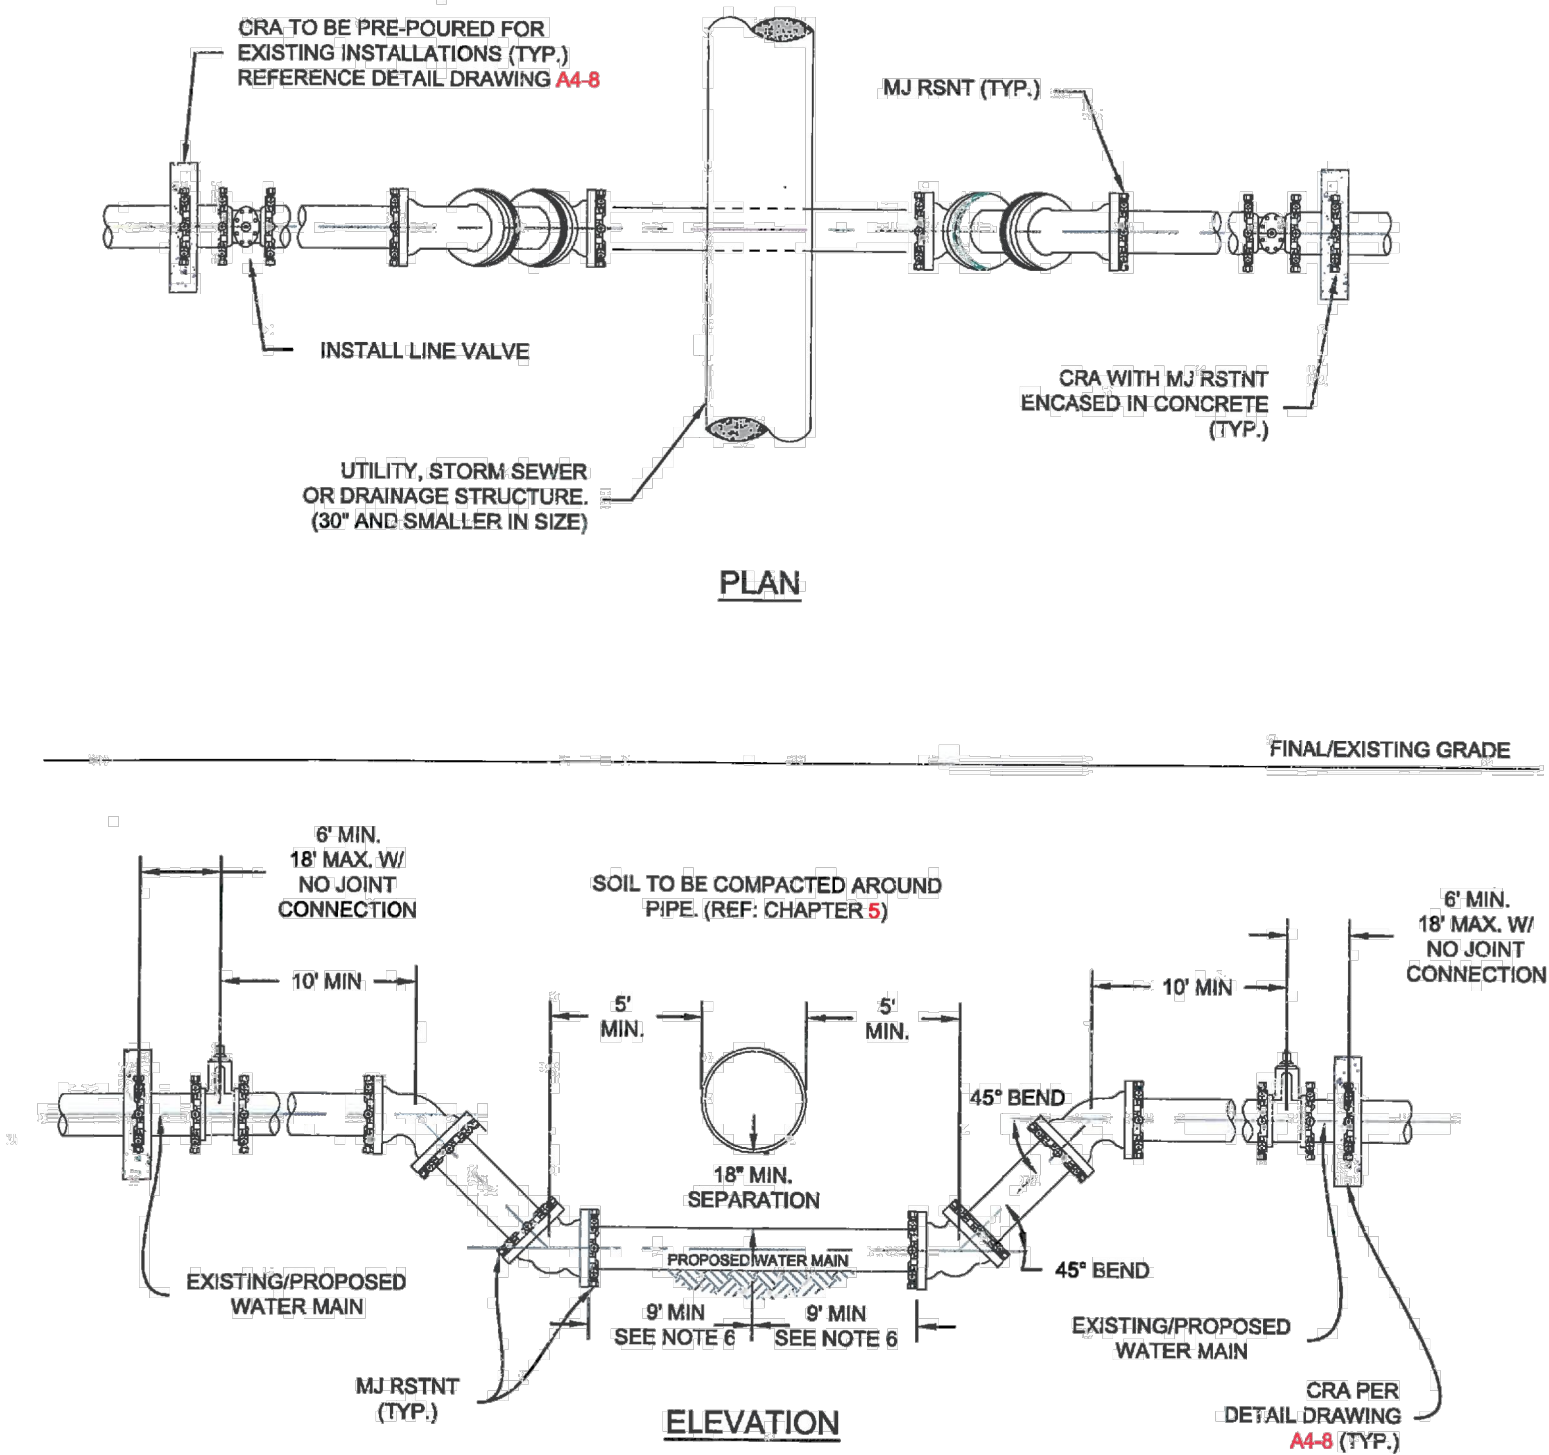 CRA TO BE PRE-POURED FOR
EXISTING INSTALLATIONS (TYP.)
REFERENCE DETAIL DRAWING A4-8
MJ RSNT (TYP.)
INSTALL LINE VALVE
CRA WITH MJ RSTNT
ENCASED IN CONCRETE
(TYP.)
UTILITY, STORM SEWER
OR DRAINAGE STRUCTURE.
(30" AND SMALLER IN SIZE)
PLAN
FINAL/EXISTING GRADE
6' MIN.
18' MAX. W/
NO JOINT
CONNECTION
SOIL TO BE COMPACTED AROUND
PIPE. (REF: CHAPTER 5)
6' MIN.
18' MAX. W/
NO JOINT
CONNECTION
10' MIN
10' MIN
5'
MIN.
5'
MIN.
45° BEND
18" MIN.
SEPARATION
PROPOSED WATER MAIN
45° BEND
EXISTING/PROPOSED
WATER MAIN
9' MIN
SEE NOTE 6
9' MIN
SEE NOTE 6
EXISTING/PROPOSED
WATER MAIN
MJ RSTNT
(TYP.)
CRA PER
DETAIL DRAWING
A4-8 (TYP.)
ELEVATION